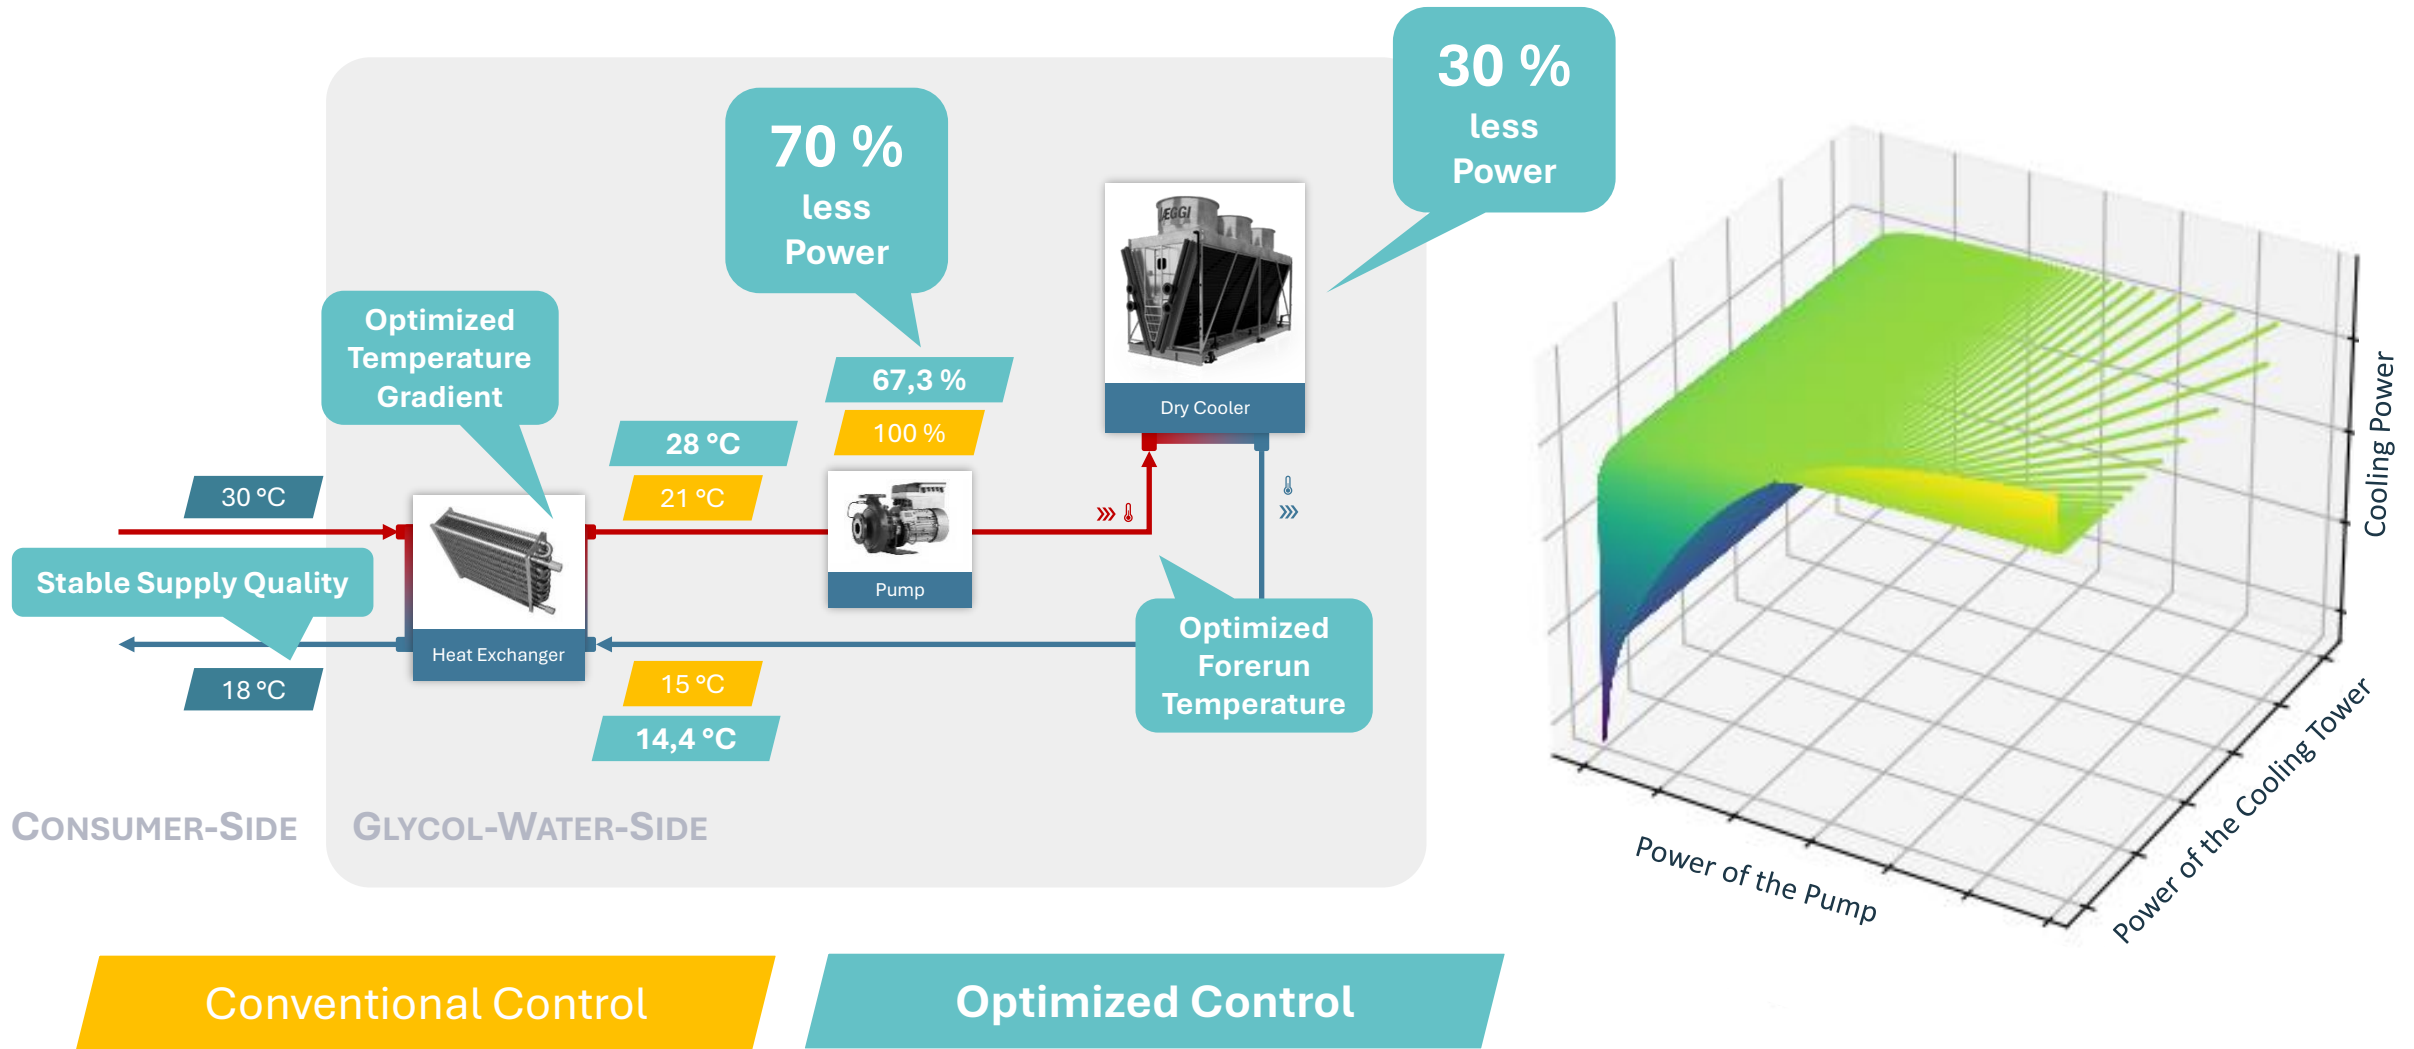 30 %
less
Power
70 %
less
Power
Optimized
Temperature
Gradient
67,3 %
100 %
28 °C
21 °C
30 °C
Dry Cooler
Stable Supply Quality
Pump
Heat Exchanger
18 °C
15 °C
14,4 °C
Optimized
Forerun
Temperature
CONSUMER-SIDE
GLYCOL-WATER-SIDE
Conventional Control
Optimized Control
Cooling Power
Power of the Cooling Tower
Power of the Pump